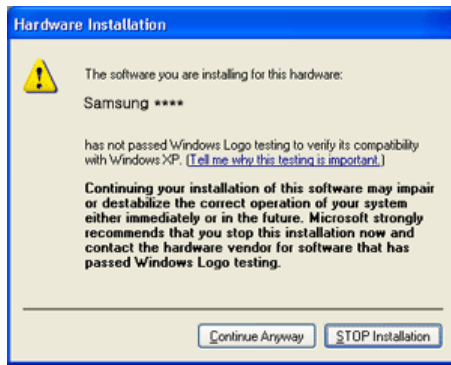 Hardware Installation
The software you are installing for this hardware:
Samsung ****
has not passed Windows Logo testing to verify its compatibility
with Windows XP. (Tell me why this testing is important.)
Continuing your installation of this software may impair
or destabilize the correct operation of your system
either immediately or in the future. Microsoft strongly
recommends that you stop this installation now and
contact the hardware vendor for software that has
passed Windows Logo testing.
Continue Anyway STOP Installation